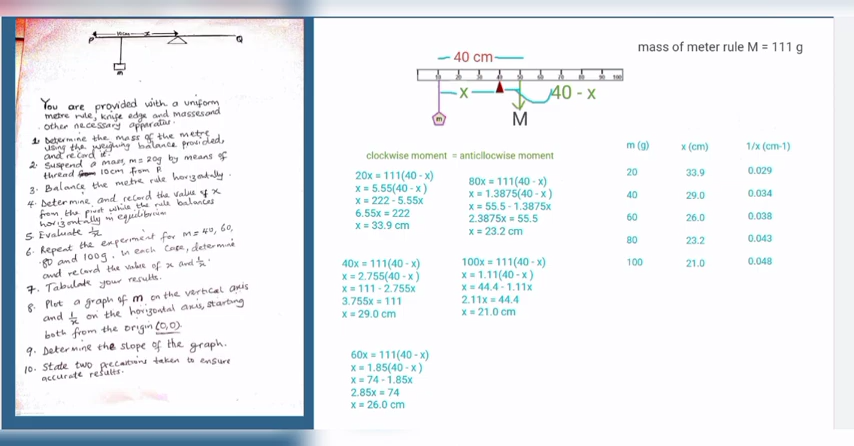 P
10cm
x
Q
m
You are provided with a uniform
metre rule, knife edge and masses and
other necessary apparatus.
1. Determine the mass of the metre
using the weighing balance provided,
and record it.
2. Suspend a mass, m = 20g by means of
thread 10cm from P
3. Balance the metre rule horizontally.
4. Determine and record the value of x
from the pivot while the rule balances
horizontally in equilibrium
5. Evaluate 1/x
6. Repeat the experiment for m = 40, 60,
80 and 100g. In each case, determine
and record the value of x and 1/x.
7. Tabulate your results.
8. Plot a graph of m on the vertical axis
and 1/x on the horizontal axis, starting
both from the origin (0,0).
9. Determine the slope of the graph.
10. State two precautions taken to ensure
accurate results.
mass of meter rule M = 111 g
40 cm
10 20 30 40 50 60 70 80 90 100
x
40 - x
m
M
clockwise moment = anticllocwise moment
20x = 111(40 - x)
x = 5.55(40 - x )
x = 222 - 5.55x
6.55x = 222
x = 33.9 cm
80x = 111(40 - x)
x = 1.3875(40 - x )
x = 55.5 - 1.3875x
2.3875x = 55.5
x = 23.2 cm
40x = 111(40 - x)
x = 2.755(40 - x )
x = 111 - 2.755x
3.755x = 111
x = 29.0 cm
100x = 111(40 - x)
x = 1.11(40 - x )
x = 44.4 - 1.11x
2.11x = 44.4
x = 21.0 cm
60x = 111(40 - x)
x = 1.85(40 - x )
x = 74 - 1.85x
2.85x = 74
x = 26.0 cm
m (g) x (cm) 1/x (cm-1)
20 33.9 0.029
40 29.0 0.034
60 26.0 0.038
80 23.2 0.043
100 21.0 0.048